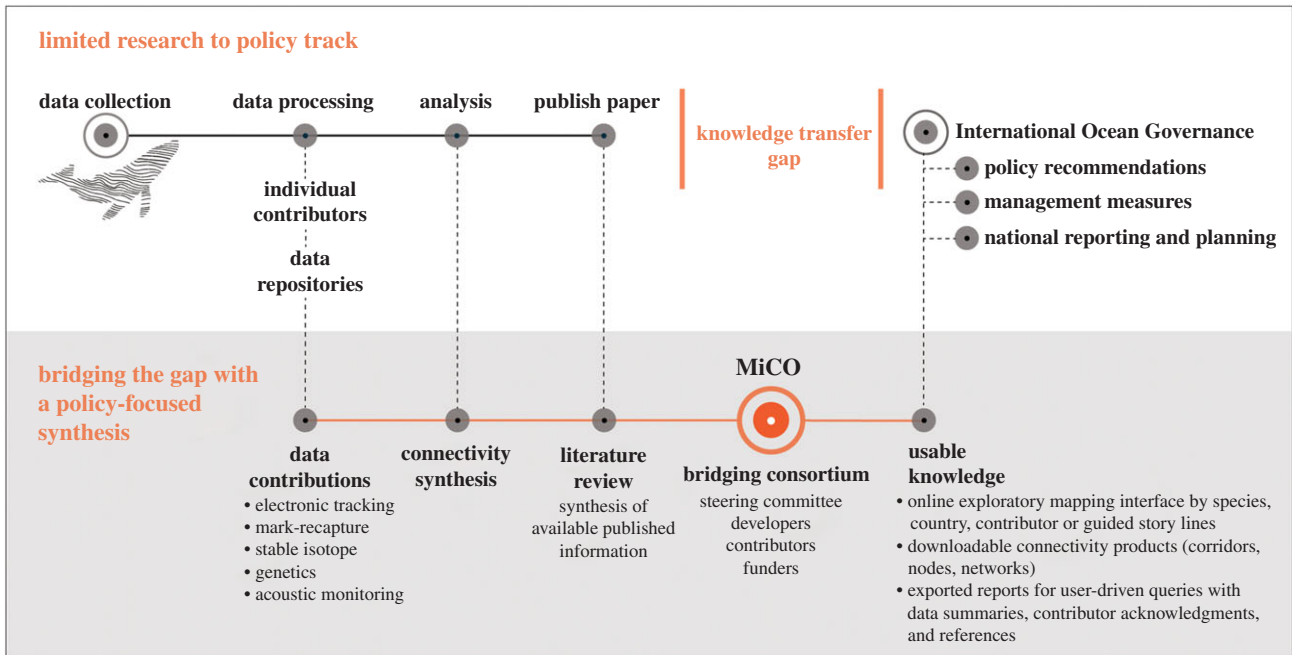 limited research to policy track
data collection
data processing
analysis
publish paper
knowledge transfer
gap
International Ocean Governance
policy recommendations
management measures
national reporting and planning
individual
contributors
data
repositories
bridging the gap with
a policy-focused
synthesis
data
contributions
• electronic tracking
• mark-recapture
• stable isotope
• genetics
• acoustic monitoring
connectivity
synthesis
literature
review
synthesis of
available published
information
MiCO
bridging consortium
steering committee
developers
contributors
funders
usable
knowledge
• online exploratory mapping interface by species,
country, contributor or guided story lines
• downloadable connectivity products (corridors,
nodes, networks)
• exported reports for user-driven queries with
data summaries, contributor acknowledgments,
and references